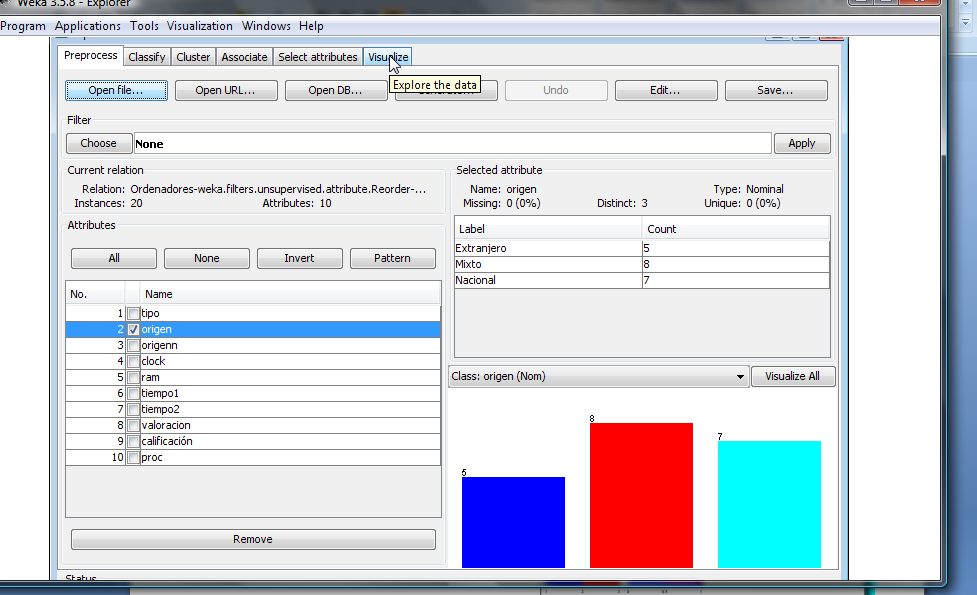 Weka 3.5.8 - Explorer
Program Applications Tools Visualization Windows Help
Preprocess Classify Cluster Associate Select attributes Visualize
Open file... Open URL... Open DB... Undo Edit... Save...
Explore the data
Filter
Choose None Apply
Current relation
Relation: Ordenadores-weka.filters.unsupervised.attribute.Reorder-...
Instances: 20 Attributes: 10
Selected attribute
Name: origen Type: Nominal
Missing: 0 (0%) Distinct: 3 Unique: 0 (0%)
Attributes
All None Invert Pattern
No. Name
1 tipo
2 origen
3 origenn
4 clock
5 ram
6 tiempo1
7 tiempo2
8 valoracion
9 calificación
10 proc
Remove
Label Count
Extranjero 5
Mixto 8
Nacional 7
Class: origen (Nom) Visualize All
5
8
7
Status